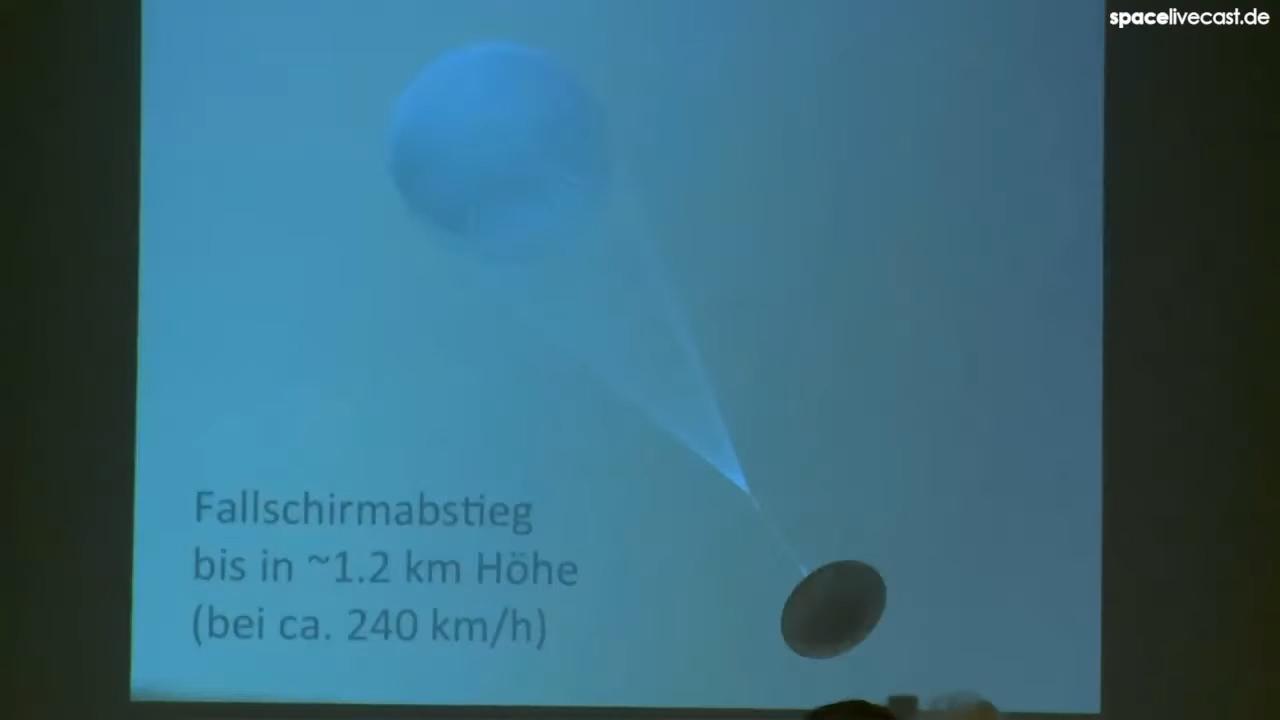 spacelivecast.de
Fallschirmabstieg
bis in ~1.2 km Höhe
(bei ca. 240 km/h)